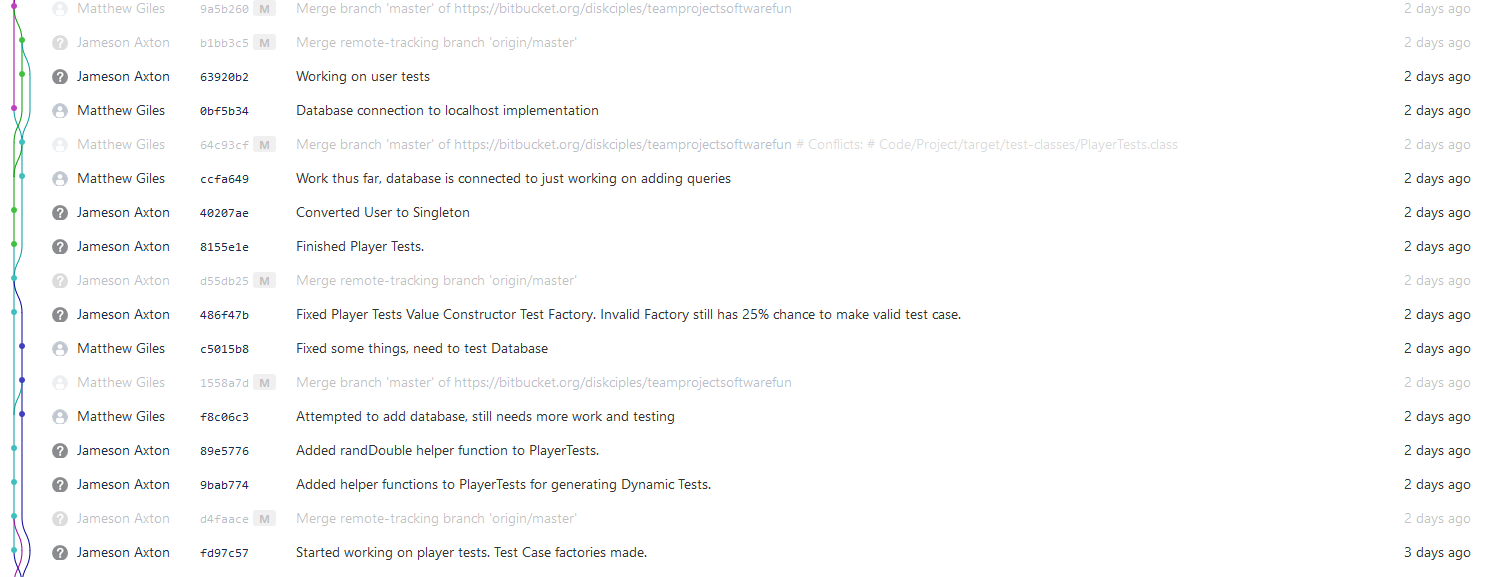 Matthew Giles 9a5b260 M Merge branch 'master' of https://bitbucket.org/diskciples/teamprojectsoftwarefun 2 days ago
? Jameson Axton b1bb3c5 M Merge remote-tracking branch 'origin/master' 2 days ago
? Jameson Axton 63920b2 Working on user tests 2 days ago
Matthew Giles 0bf5b34 Database connection to localhost implementation 2 days ago
Matthew Giles 64c93cf M Merge branch 'master' of https://bitbucket.org/diskciples/teamprojectsoftwarefun # Conflicts: # Code/Project/target/test-classes/PlayerTests.class 2 days ago
Matthew Giles ccfa649 Work thus far, database is connected to just working on adding queries 2 days ago
? Jameson Axton 40207ae Converted User to Singleton 2 days ago
? Jameson Axton 8155e1e Finished Player Tests. 2 days ago
? Jameson Axton d55db25 M Merge remote-tracking branch 'origin/master' 2 days ago
? Jameson Axton 486f47b Fixed Player Tests Value Constructor Test Factory. Invalid Factory still has 25% chance to make valid test case. 2 days ago
Matthew Giles c5015b8 Fixed some things, need to test Database 2 days ago
Matthew Giles 1558a7d M Merge branch 'master' of https://bitbucket.org/diskciples/teamprojectsoftwarefun 2 days ago
Matthew Giles f8c06c3 Attempted to add database, still needs more work and testing 2 days ago
? Jameson Axton 89e5776 Added randDouble helper function to PlayerTests. 2 days ago
? Jameson Axton 9bab774 Added helper functions to PlayerTests for generating Dynamic Tests. 2 days ago
? Jameson Axton d4faace M Merge remote-tracking branch 'origin/master' 2 days ago
? Jameson Axton fd97c57 Started working on player tests. Test Case factories made. 3 days ago